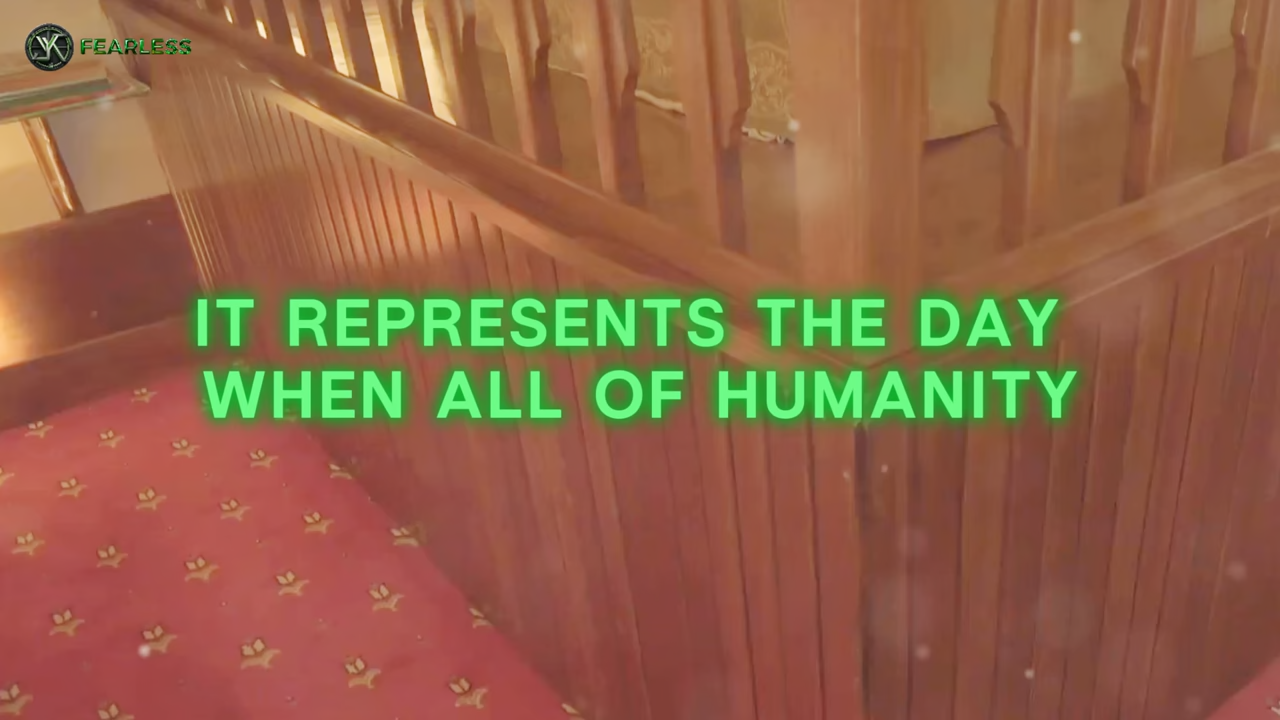 FEARLESS
IT REPRESENTS THE DAY
WHEN ALL OF HUMANITY